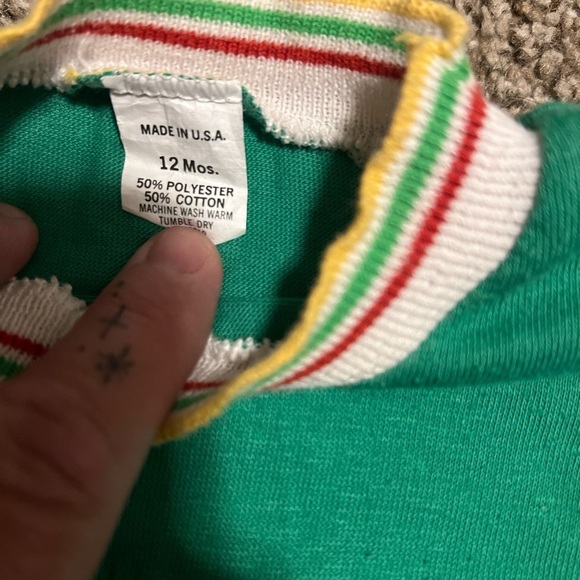 MADE IN U.S.A.
12 Mos.
50% POLYESTER
50% COTTON
MACHINE WASH WARM
TUMBLE DRY